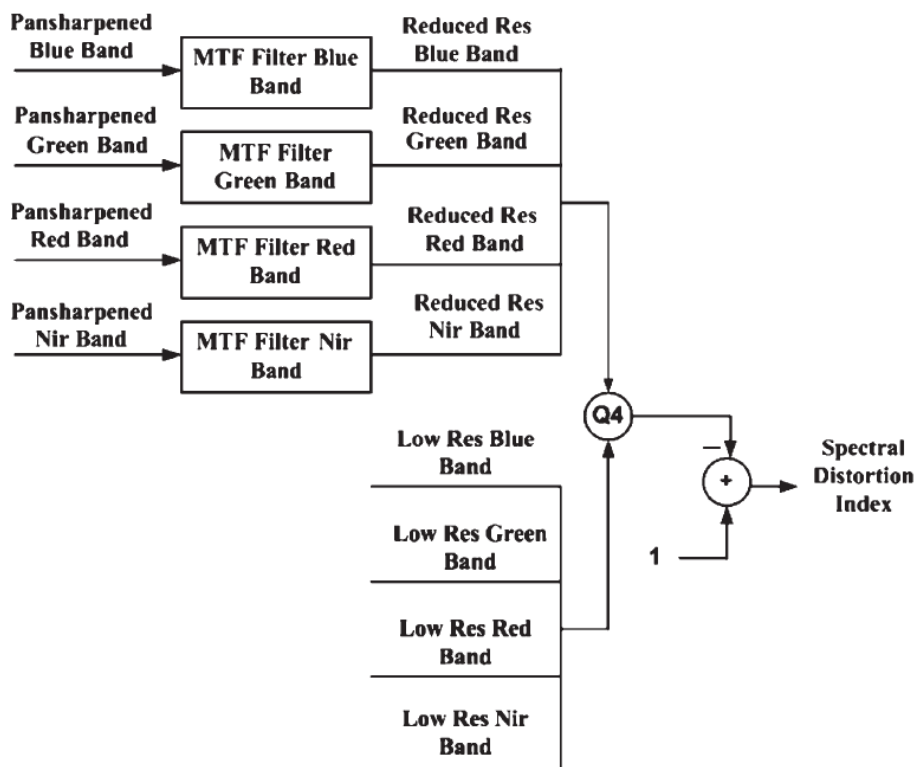 Pansharpened
Blue Band
MTF Filter Blue
Band
Reduced Res
Blue Band
Pansharpened
Green Band
MTF Filter
Green Band
Reduced Res
Green Band
Pansharpened
Red Band
MTF Filter Red
Band
Reduced Res
Red Band
Pansharpened
Nir Band
MTF Filter Nir
Band
Reduced Res
Nir Band
Q4
Low Res Blue
Band
−
+
Spectral
Distortion
Index
Low Res Green
Band
1
Low Res Red
Band
Low Res Nir
Band